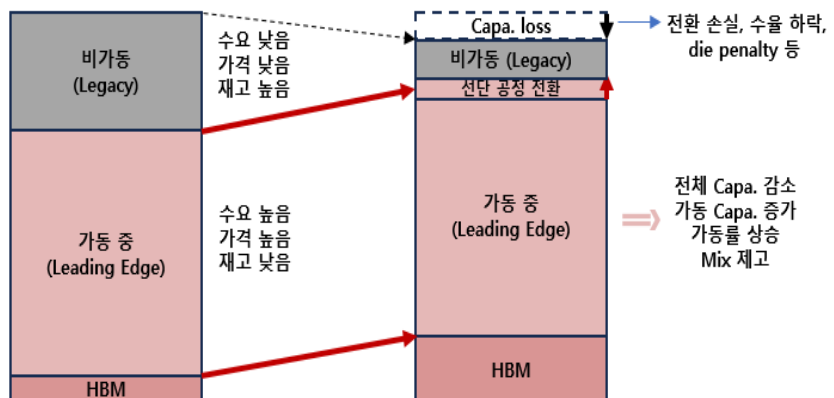 비가동
(Legacy)
수요 낮음
가격 낮음
재고 높음
가동 중
(Leading Edge)
수요 높음
가격 높음
재고 낮음
HBM
Capa. loss
비가동 (Legacy)
선단 공정 전환
가동 중
(Leading Edge)
HBM
전환 손실, 수율 하락,
die penalty 등
전체 Capa. 감소
가동 Capa. 증가
가동률 상승
Mix 제고